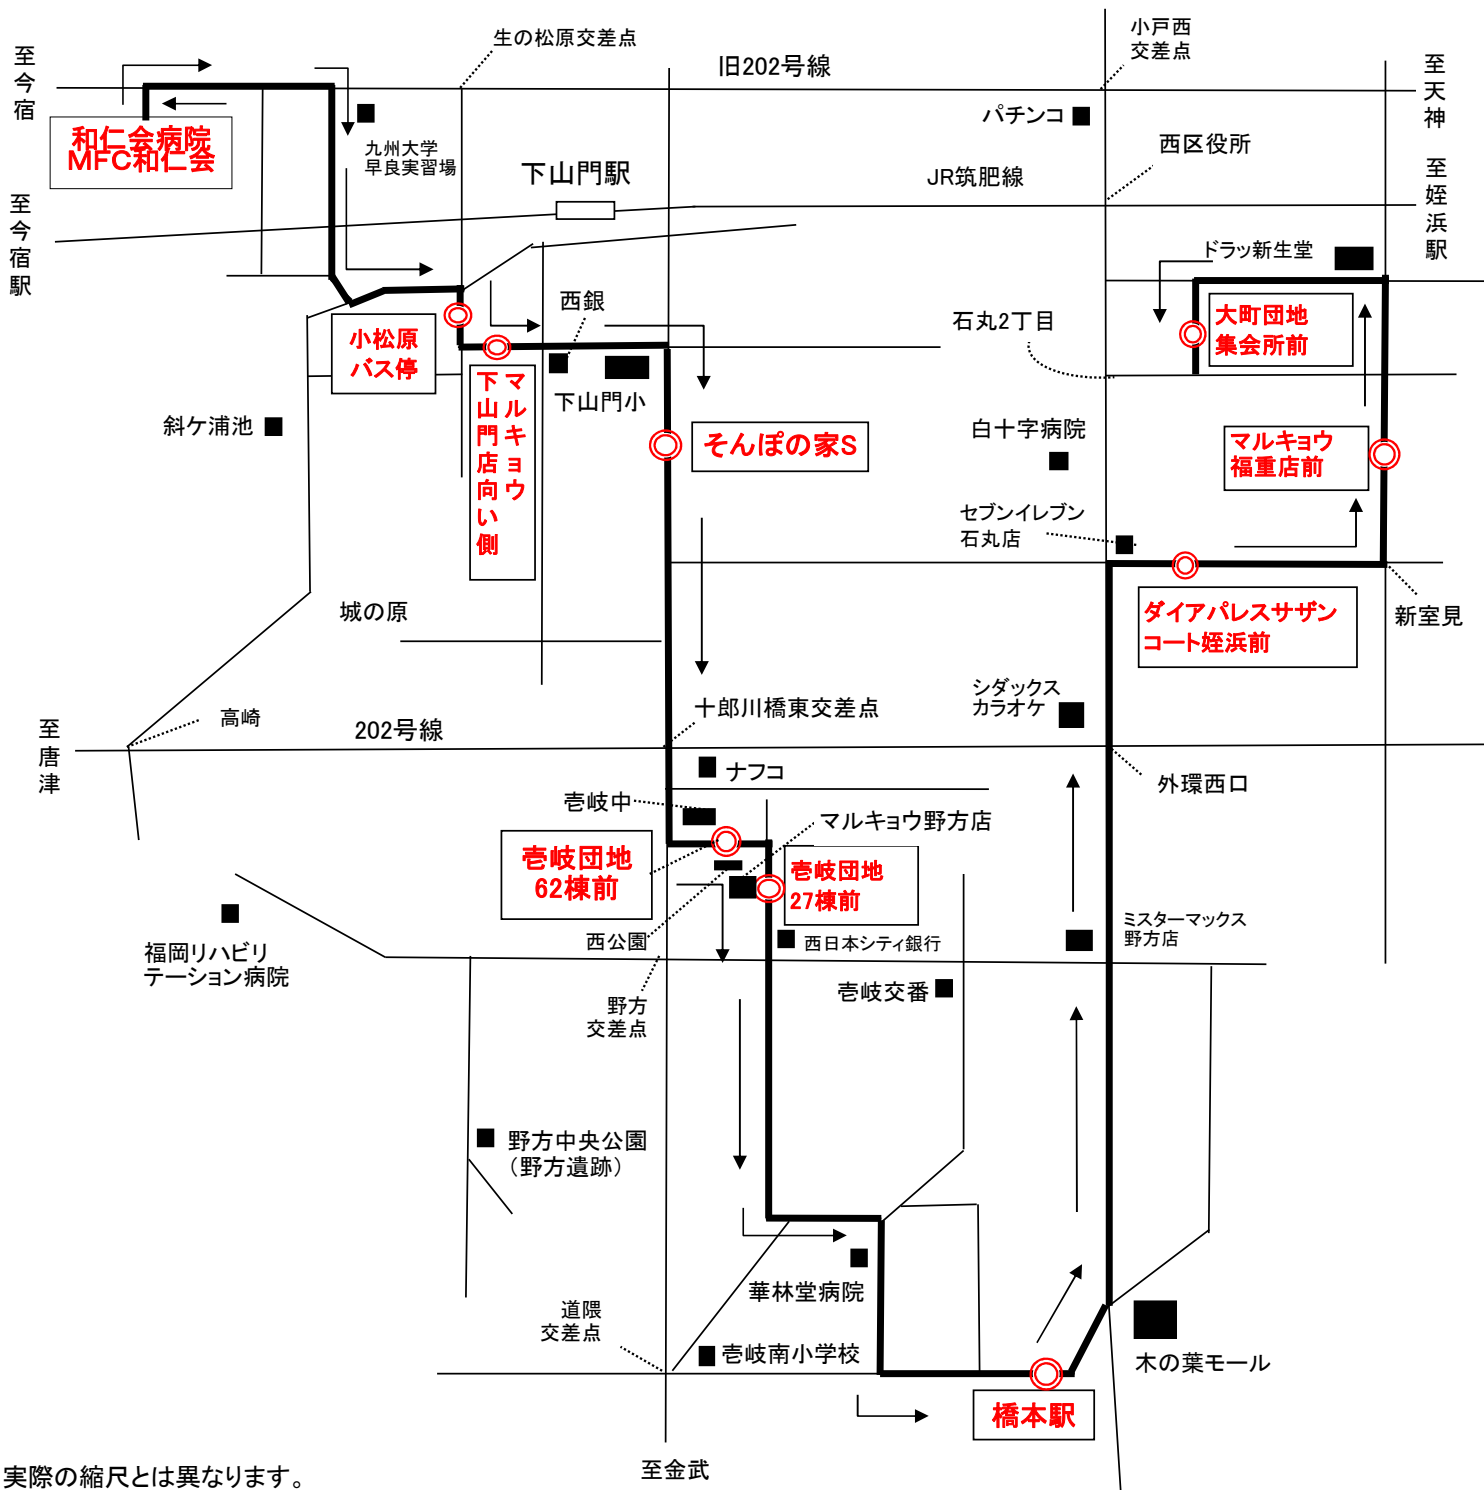 生の松原交差点
小戸西
交差点
至今宿
旧202号線
至天神
パチンコ
和仁会病院
MFC和仁会
九州大学
早良実習場
下山門駅
西区役所
JR筑肥線
至姪浜駅
至今宿駅
ドラッ新生堂
西銀
石丸2丁目
大町団地
集会所前
小松原
バス停
マルキョウ
下山門店向い側
下山門小
斜ケ浦池
そんぽの家S
白十字病院
マルキョウ
福重店前
セブンイレブン
石丸店
城の原
ダイアパレスサザン
コート姪浜前
新室見
シダックス
カラオケ
高崎
十郎川橋東交差点
至唐津
202号線
ナフコ
外環西口
壱岐中
マルキョウ野方店
壱岐団地
62棟前
壱岐団地
27棟前
西公園
西日本シティ銀行
ミスターマックス
野方店
福岡リハビリ
テーション病院
野方
交差点
壱岐交番
野方中央公園
（野方遺跡）
華林堂病院
道隈
交差点
壱岐南小学校
木の葉モール
橋本駅
至金武
実際の縮尺とは異なります。